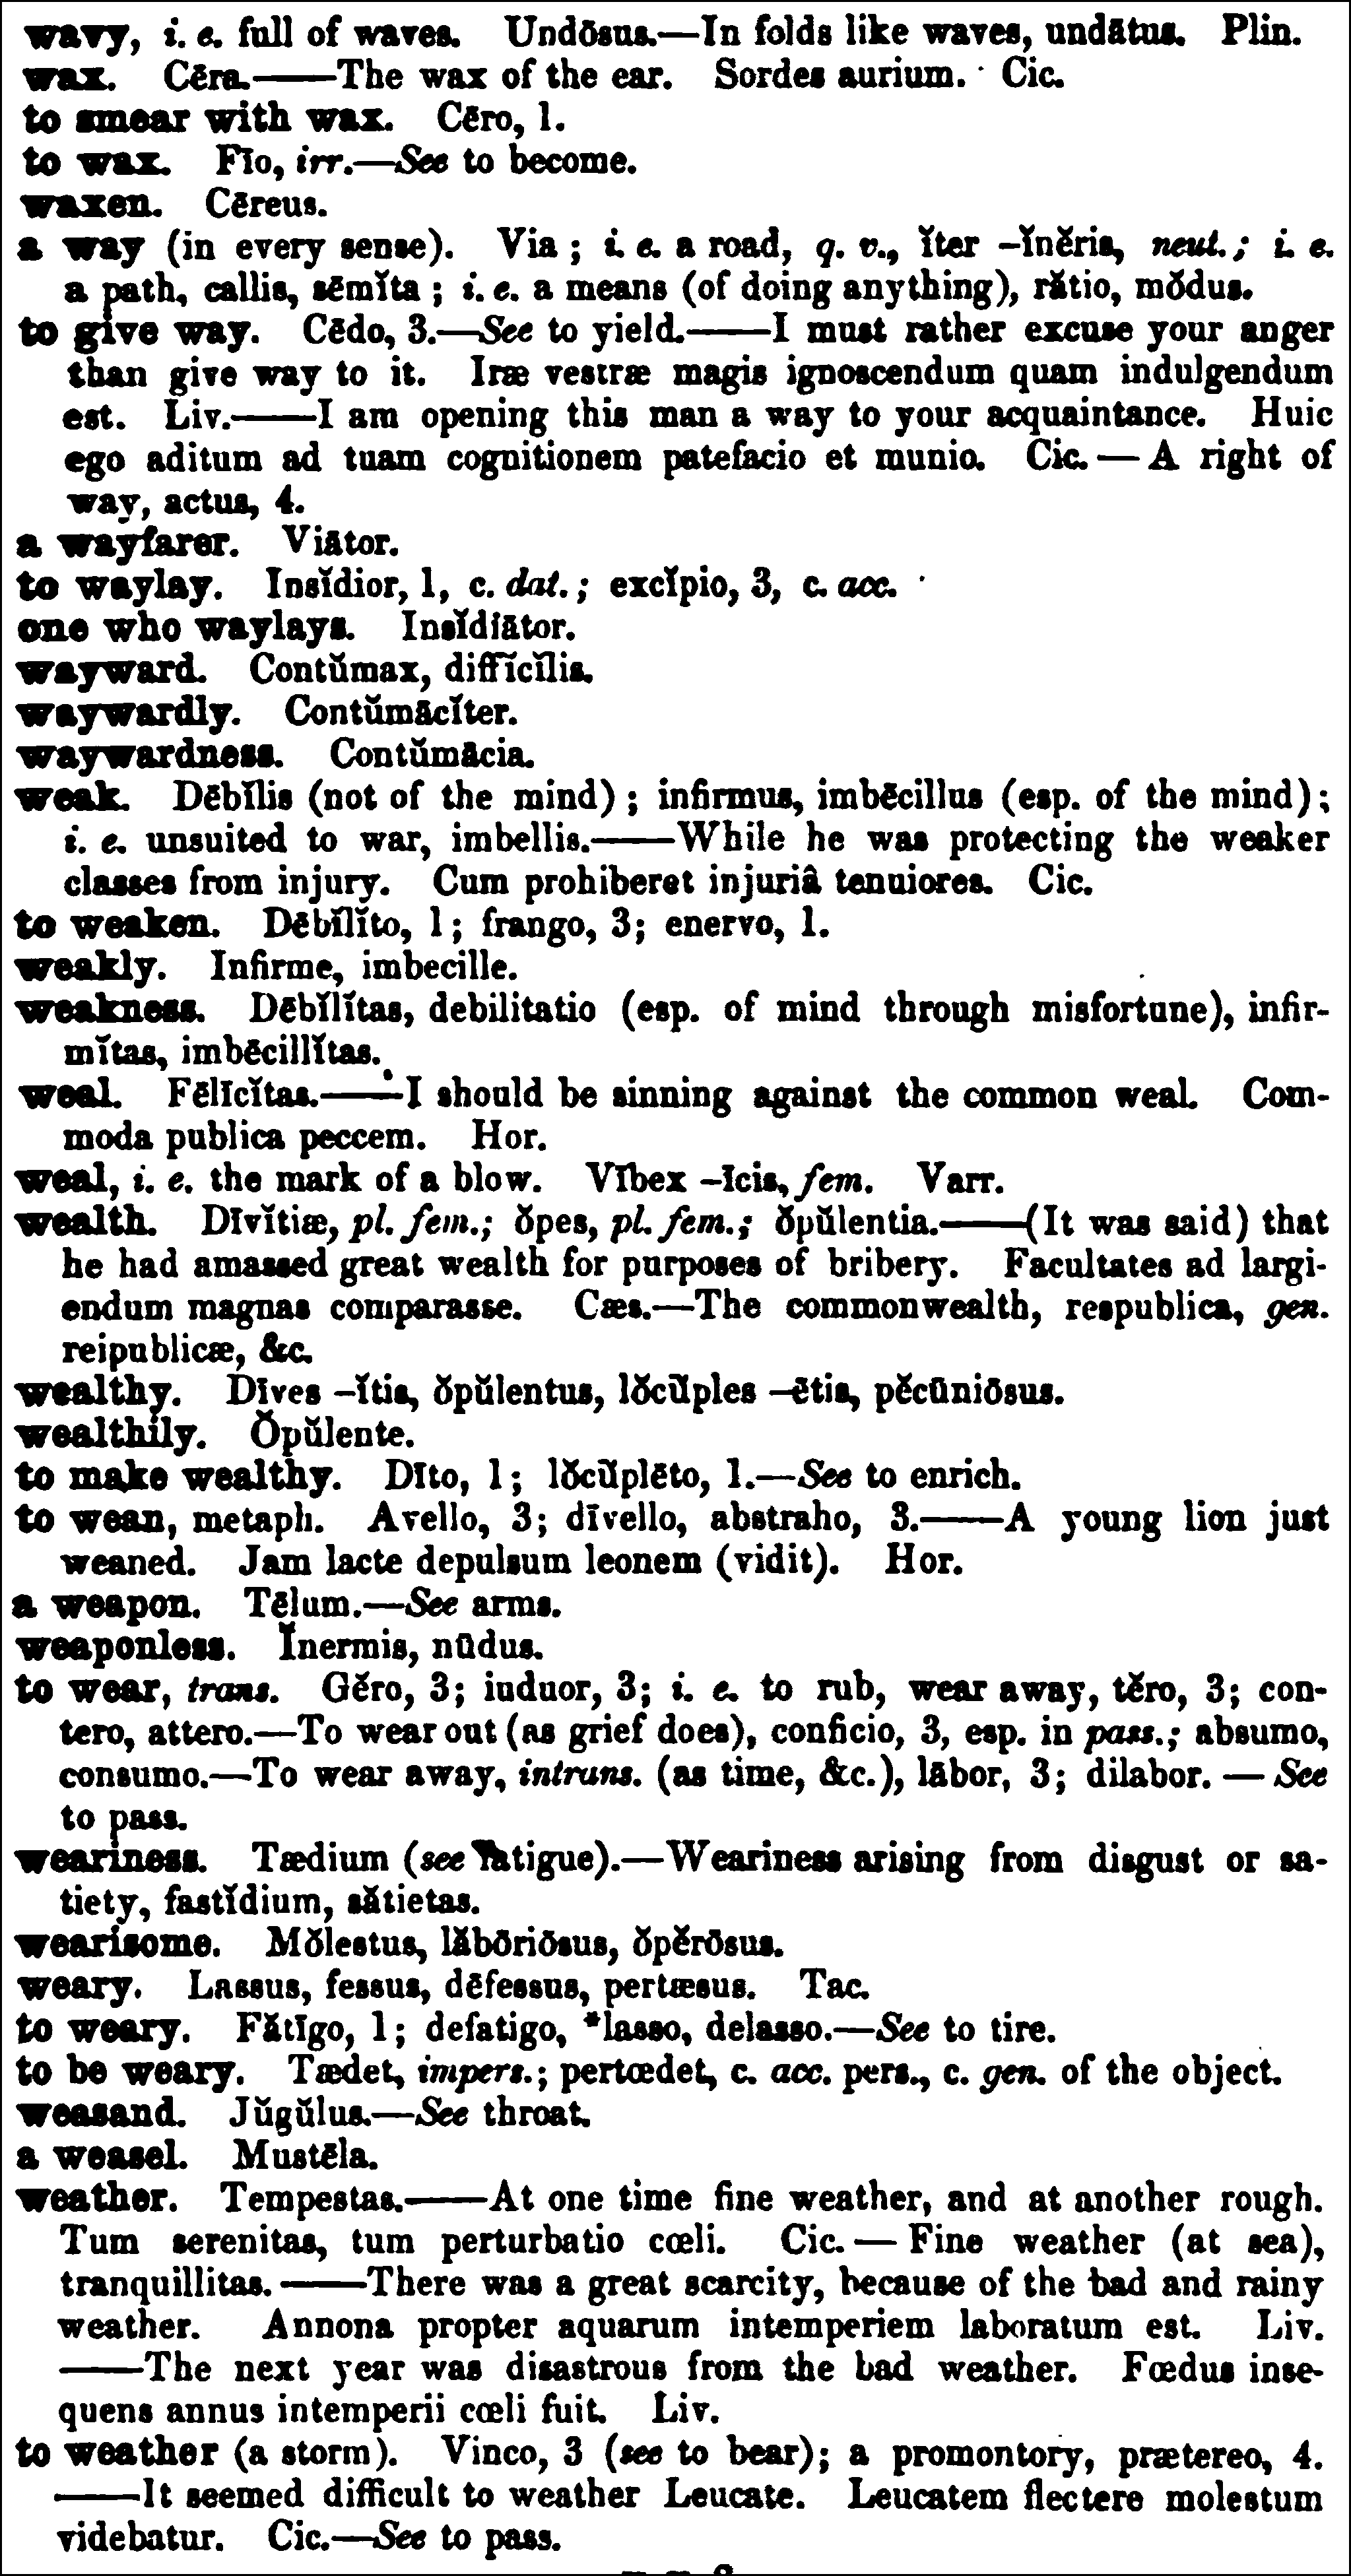 wavy, i. e. full of waves. Undōsus.—In folds like waves, undātus. Plin.
wax. Cēra.——The wax of the ear. Sordes aurium. Cic.
to smear with wax. Cēro, 1.
to wax. Fīo, irr.—See to become.
waxen. Cēreus.
a way (in every sense). Via; i. e. a road, q. v., ĭter –ĭnĕris, neut.; i. e.
a path, callis, sēmĭta; i. e. a means (of doing anything), rătio, mŏdus.
to give way. Cēdo, 3.—See to yield.——I must rather excuse your anger
than give way to it. Iræ vestræ magis ignoscendum quam indulgendum
est. Liv.——I am opening this man a way to your acquaintance. Huic
ego aditum ad tuam cognitionem patefacio et munio. Cic.—A right of
way, actus, 4.
a wayfarer. Viātor.
to waylay. Insĭdior, 1, c. dat.; excĭpio, 3, c. acc.
one who waylays. Insĭdiātor.
wayward. Contŭmax, diffĭcĭlis.
waywardly. Contŭmācĭter.
waywardness. Contŭmācia.
weak. Dēbĭlis (not of the mind); infirmus, imbēcillus (esp. of the mind);
i. e. unsuited to war, imbellis.——While he was protecting the weaker
classes from injury. Cum prohiberet injuriâ tenuiores. Cic.
to weaken. Dēbĭlĭto, 1; frango, 3; enervo, 1.
weakly. Infirme, imbecille.
weakness. Dēbĭlĭtas, debilitatio (esp. of mind through misfortune), infir-
mĭtas, imbēcillĭtas.
weal. Fēlīcĭtas.——I should be sinning against the common weal. Com-
moda publica peccem. Hor.
weal, i. e. the mark of a blow. Vībex –īcis, fem. Varr.
wealth. Dīvĭtiæ, pl. fem.; ŏpes, pl. fem.; ŏpŭlentia.——(It was said) that
he had amassed great wealth for purposes of bribery. Facultates ad largi-
endum magnas comparasse. Cæs.—The commonwealth, respublica, gen.
reipublicæ, &c.
wealthy. Dīves –ĭtis, ŏpŭlentus, lŏcŭples –ētis, pĕcūniōsus.
wealthily. Ŏpŭlente.
to make wealthy. Dīto, 1; lŏcŭplēto, 1.—See to enrich.
to wean, metaph. Avello, 3; dīvello, abstraho, 3.——A young lion just
weaned. Jam lacte depulsum leonem (vidit). Hor.
a weapon. Tēlum.—See arms.
weaponless. Ĭnermis, nūdus.
to wear, trans. Gĕro, 3; induor, 3; i. e. to rub, wear away, tĕro, 3; con-
tero, attero.—To wear out (as grief does), conficio, 3, esp. in pass.; absumo,
consumo.—To wear away, intrans. (as time, &c.), lābor, 3; dilabor. — See
to pass.
weariness. Tædium (see fatigue).—Weariness arising from disgust or sa-
tiety, fastīdium, sătietas.
wearisome. Mŏlestus, lăbōriōsus, ŏpĕrōsus.
weary. Lassus, fessus, dēfessus, pertæsus. Tac.
to weary. Fătīgo, 1; defatigo, *lasso, delasso.—See to tire.
to be weary. Tædet, impers.; pertœdet, c. acc. pers., c. gen. of the object.
weasand. Jŭgŭlus.—See throat.
a weasel. Mustēla.
weather. Tempestas.——At one time fine weather, and at another rough.
Tum serenitas, tum perturbatio cœli. Cic.—Fine weather (at sea),
tranquillitas.——There was a great scarcity, because of the bad and rainy
weather. Annona propter aquarum intemperiem laboratum est. Liv.
——The next year was disastrous from the bad weather. Fœdus inse-
quens annus intemperii cœli fuit. Liv.
to weather (a storm). Vinco, 3 (see to bear); a promontory, prætereo, 4.
——It seemed difficult to weather Leucate. Leucatem flectere molestum
videbatur. Cic.—See to pass.